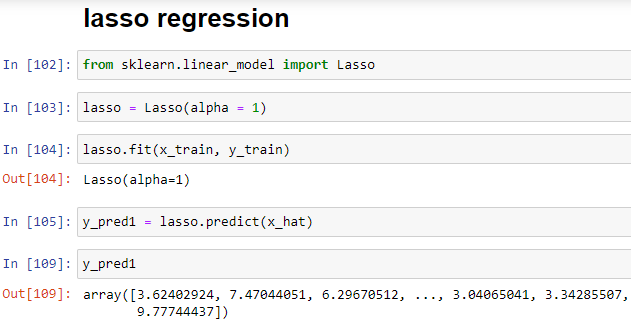 lasso regression
In [102]: from sklearn.linear_model import Lasso
In [103]: lasso = Lasso(alpha = 1)
In [104]: lasso.fit(x_train, y_train)
Out[104]: Lasso(alpha=1)
In [105]: y_pred1 = lasso.predict(x_hat)
In [109]: y_pred1
Out[109]: array([3.62402924, 7.47044051, 6.29670512, ..., 3.04065041, 3.34285507,
9.77744437])